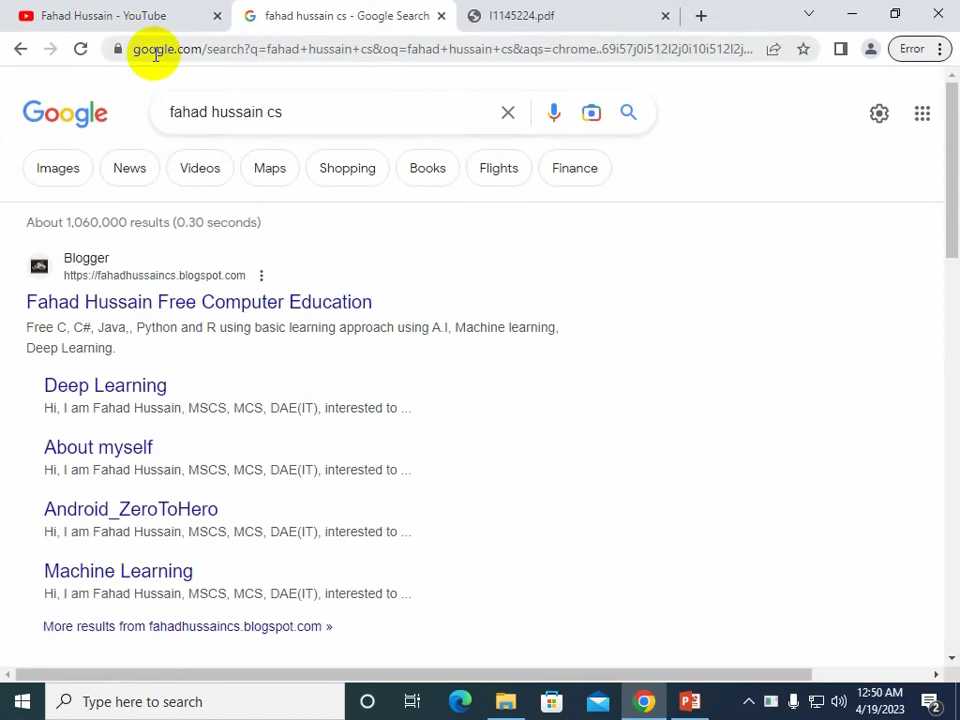 Fahad Hussain - YouTube
fahad hussain cs - Google Search
l1145224.pdf
google.com/search?q=fahad+hussain+cs&oq=fahad+hussain+cs&aqs=chrome..69i57j0i512l2j0i10i512l2j...
Error
Google
fahad hussain cs
Images
News
Videos
Maps
Shopping
Books
Flights
Finance
About 1,060,000 results (0.30 seconds)
Blogger
https://fahadhussaincs.blogspot.com
Fahad Hussain Free Computer Education
Free C, C#, Java,, Python and R using basic learning approach using A.I, Machine learning,
Deep Learning.
Deep Learning
Hi, I am Fahad Hussain, MSCS, MCS, DAE(IT), interested to ...
About myself
Hi, I am Fahad Hussain, MSCS, MCS, DAE(IT), interested to ...
Android_ZeroToHero
Hi, I am Fahad Hussain, MSCS, MCS, DAE(IT), interested to ...
Machine Learning
Hi, I am Fahad Hussain, MSCS, MCS, DAE(IT), interested to ...
More results from fahadhussaincs.blogspot.com »
Type here to search
12:50 AM
4/19/2023
2